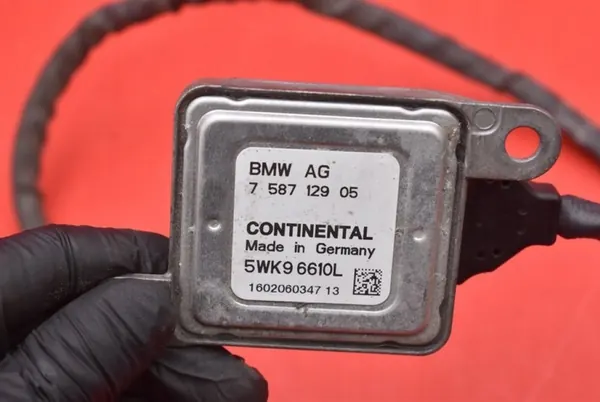 BMW AG
7 587 129 05
CONTINENTAL
Made in Germany
5WK9 6610L
1602060347 13